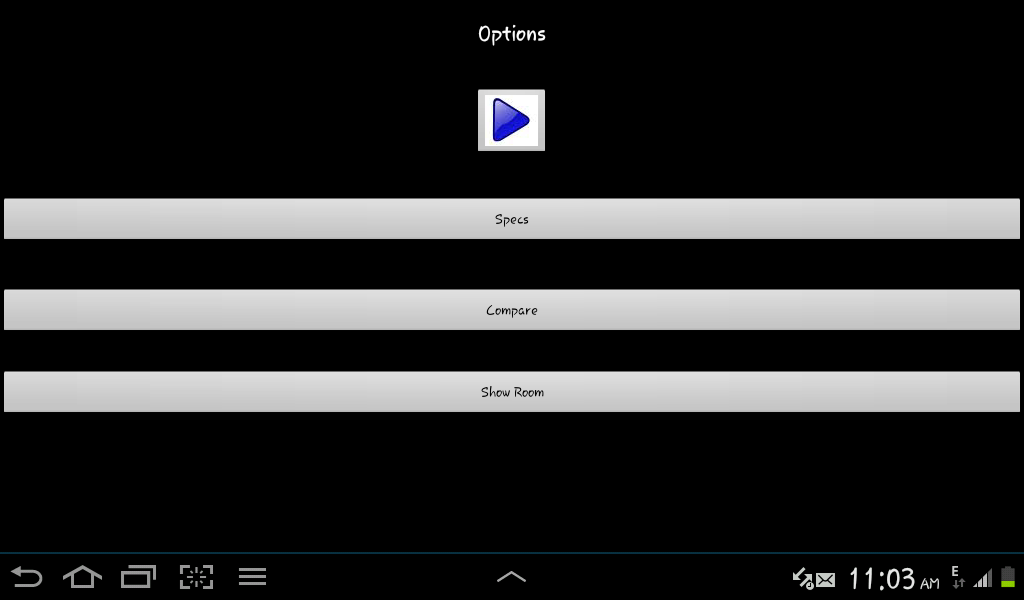 Options
Specs
Compare
Show Room
11:03 AM
E